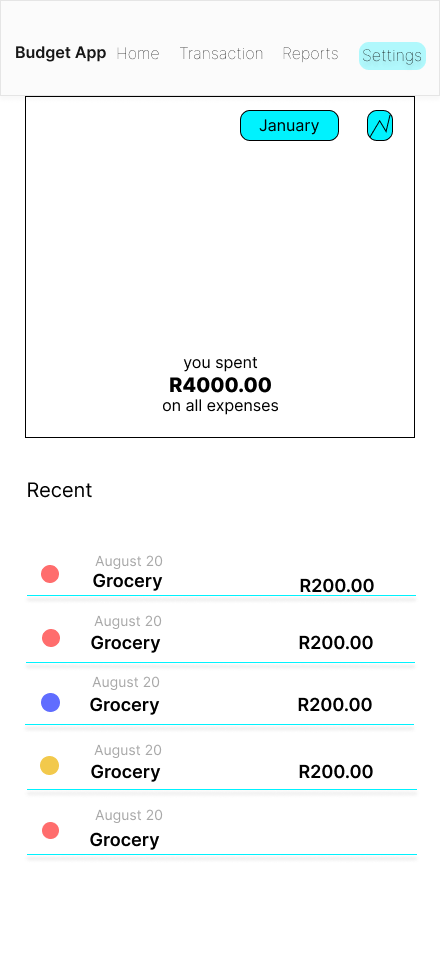 Budget App Home Transaction Reports Settings
January
you spent
R4000.00
on all expenses
Recent
August 20
Grocery R200.00
August 20
Grocery R200.00
August 20
Grocery R200.00
August 20
Grocery R200.00
August 20
Grocery